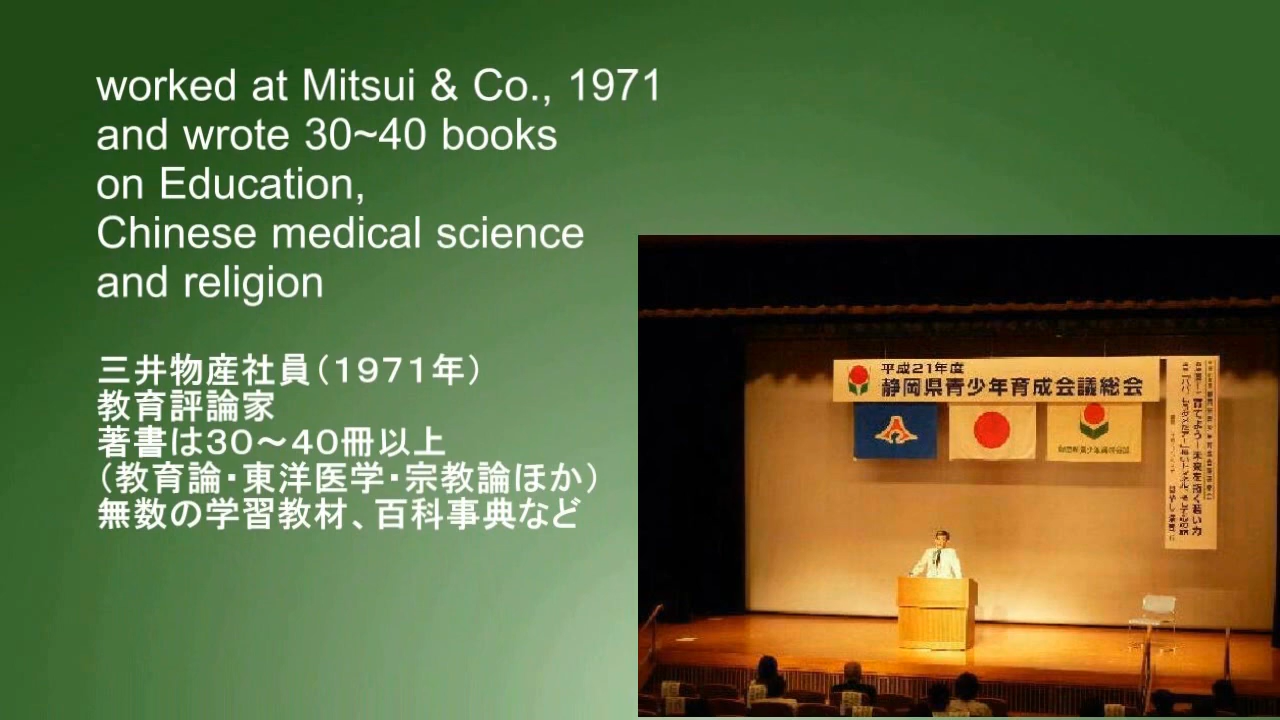 worked at Mitsui & Co., 1971
and wrote 30~40 books
on Education,
Chinese medical science
and religion
三井物産社員（１９７１年）
教育評論家
著書は３０～４０冊以上
（教育論・東洋医学・宗教論ほか）
無数の学習教材、百科事典など
平成21年度
静岡県青少年育成会議総会